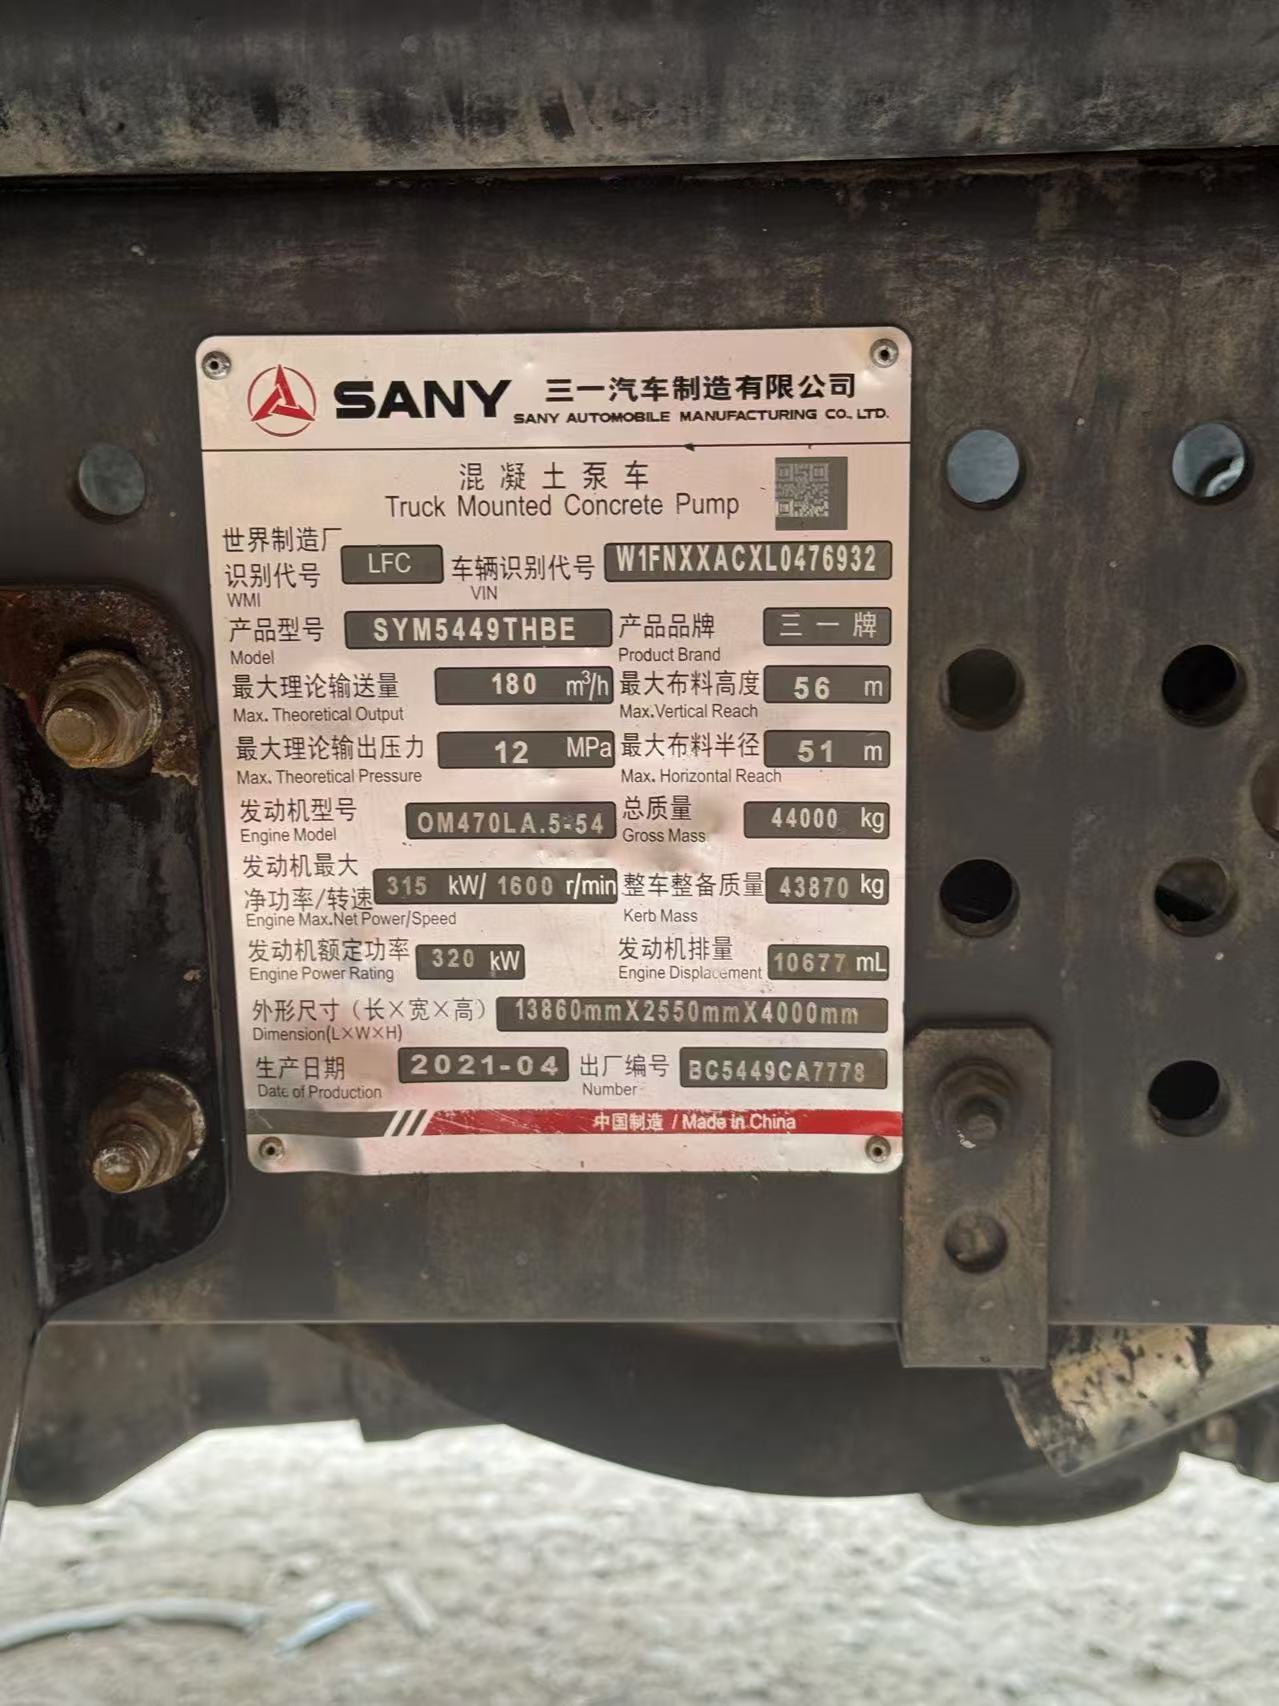 SANY 三一汽车制造有限公司
SANY AUTOMOBILE MANUFACTURING CO., LTD.
混凝土泵车
Truck Mounted Concrete Pump
世界制造厂识别代号 LFC 车辆识别代号 W1FNXXACXL0476932
WMI VIN
产品型号 SYM5449THBE 产品品牌 三一牌
Model Product Brand
最大理论输送量 180 m³/h 最大布料高度 56 m
Max. Theoretical Output Max.Vertical Reach
最大理论输出压力 12 MPa 最大布料半径 51 m
Max. Theoretical Pressure Max. Horizontal Reach
发动机型号 OM470LA.5-54 总质量 44000 kg
Engine Model Gross Mass
发动机最大净功率/转速 315 kW/ 1600 r/min 整车整备质量 43870 kg
Engine Max.Net Power/Speed Kerb Mass
发动机额定功率 320 kW 发动机排量 10677 mL
Engine Power Rating Engine Displacement
外形尺寸（长×宽×高） 13860mmX2550mmX4000mm
Dimension(L×W×H)
生产日期 2021-04 出厂编号 BC5449CA7778
Date of Production Number
中国制造 / Made in China